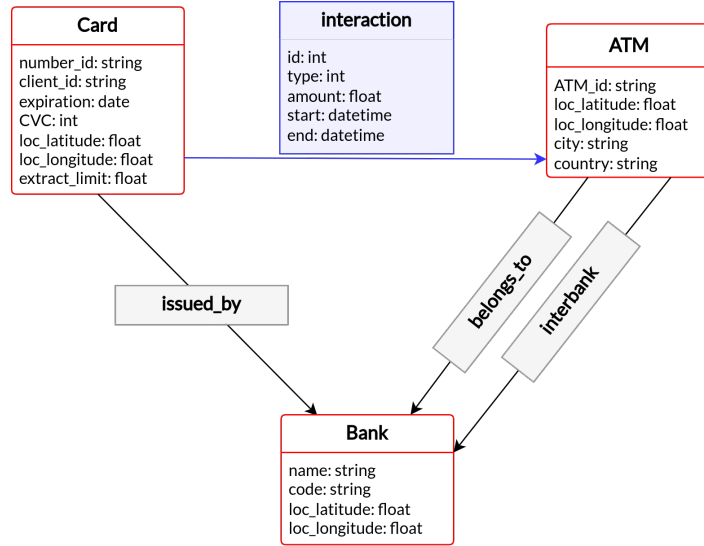 Card
number_id: string
client_id: string
expiration: date
CVC: int
loc_latitude: float
loc_longitude: float
extract_limit: float
interaction
id: int
type: int
amount: float
start: datetime
end: datetime
ATM
ATM_id: string
loc_latitude: float
loc_longitude: float
city: string
country: string
issued_by
belongs_to
interbank
Bank
name: string
code: string
loc_latitude: float
loc_longitude: float